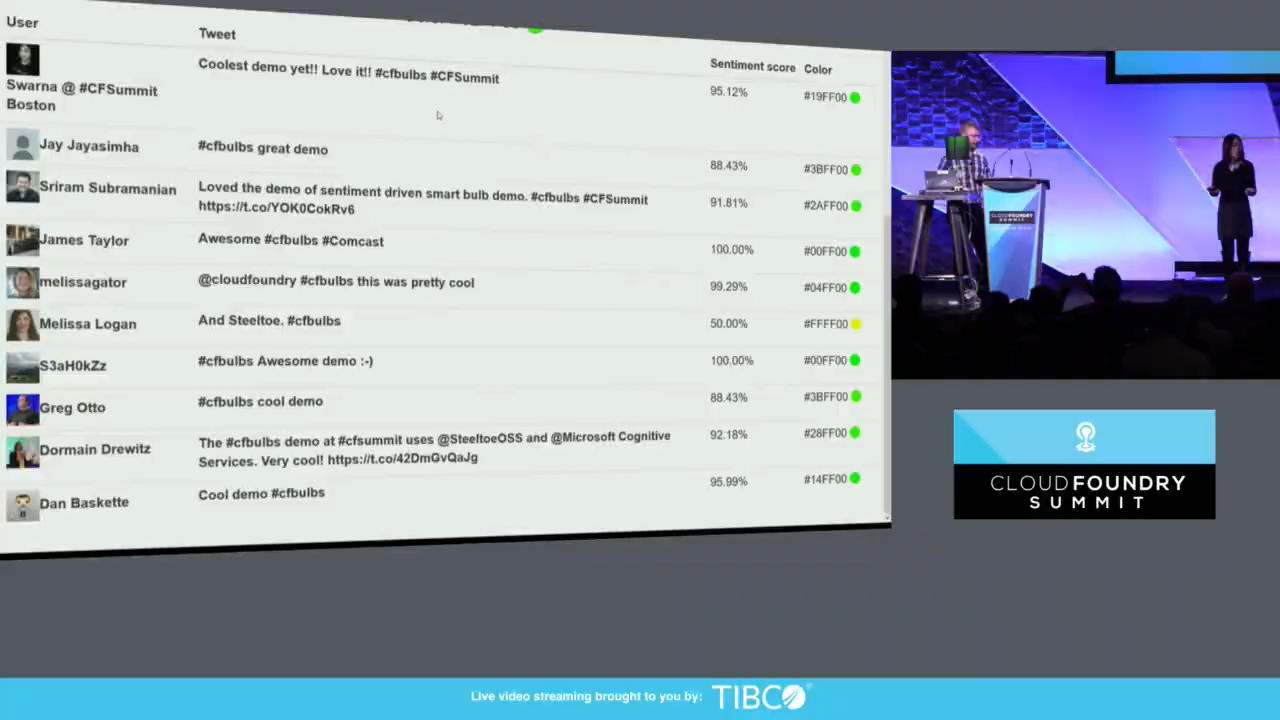 User Tweet Sentiment score Color
Swarna @ #CFSummit
Boston
Coolest demo yet!! Love it!! #cfbulbs #CFSummit 95.12% #19FF00
Jay Jayasimha #cfbulbs great demo 88.43% #3BFF00
Sriram Subramanian Loved the demo of sentiment driven smart bulb demo. #cfbulbs #CFSummit
https://t.co/YOK0CokRv6 91.81% #2AFF00
James Taylor Awesome #cfbulbs #Comcast 100.00% #00FF00
melissagator @cloudfoundry #cfbulbs this was pretty cool 99.29% #04FF00
Melissa Logan And Steeltoe. #cfbulbs 50.00% #FFFF00
S3aH0kZz #cfbulbs Awesome demo :-) 100.00% #00FF00
Greg Otto #cfbulbs cool demo 88.43% #3BFF00
Dormain Drewitz The #cfbulbs demo at #cfsummit uses @SteeltoeOSS and @Microsoft Cognitive
Services. Very cool! https://t.co/42DmGvQaJg 92.18% #28FF00
Dan Baskette Cool demo #cfbulbs 95.99% #14FF00
CLOUDFOUNDRY
SUMMIT
CLOUDFOUNDRY
SUMMIT
Live video streaming brought to you by: TIBCO